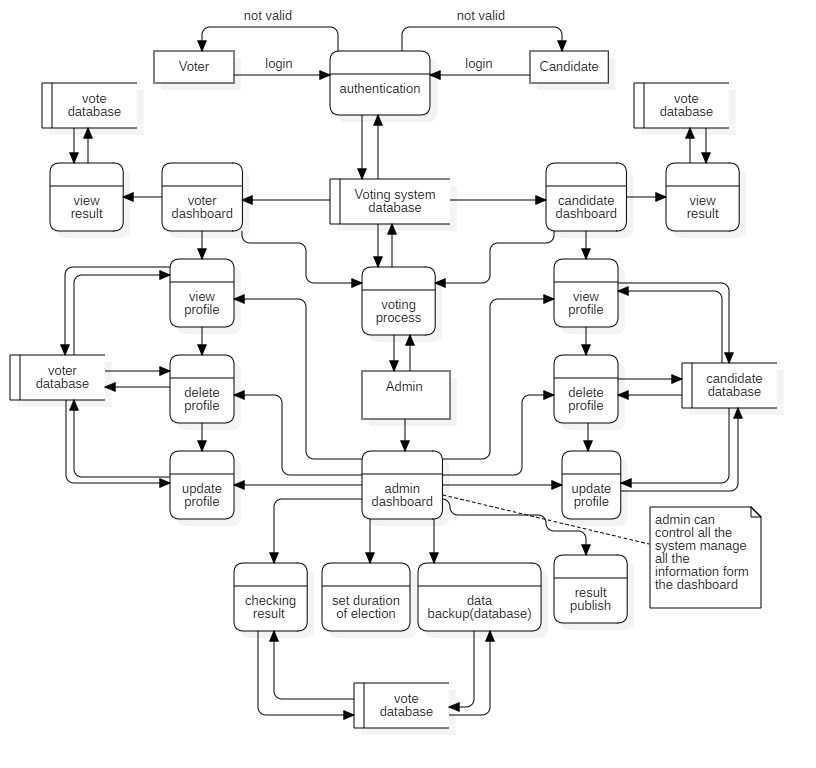 not valid
not valid
Voter
login
login
Candidate
authentication
vote
database
vote
database
view
result
voter
dashboard
Voting system
database
candidate
dashboard
view
result
view
profile
voting
process
view
profile
voter
database
delete
profile
Admin
delete
profile
candidate
database
update
profile
admin
dashboard
update
profile
admin can
control all the
system manage
all the
information form
the dashboard
checking
result
set duration
of election
data
backup(database)
result
publish
vote
database